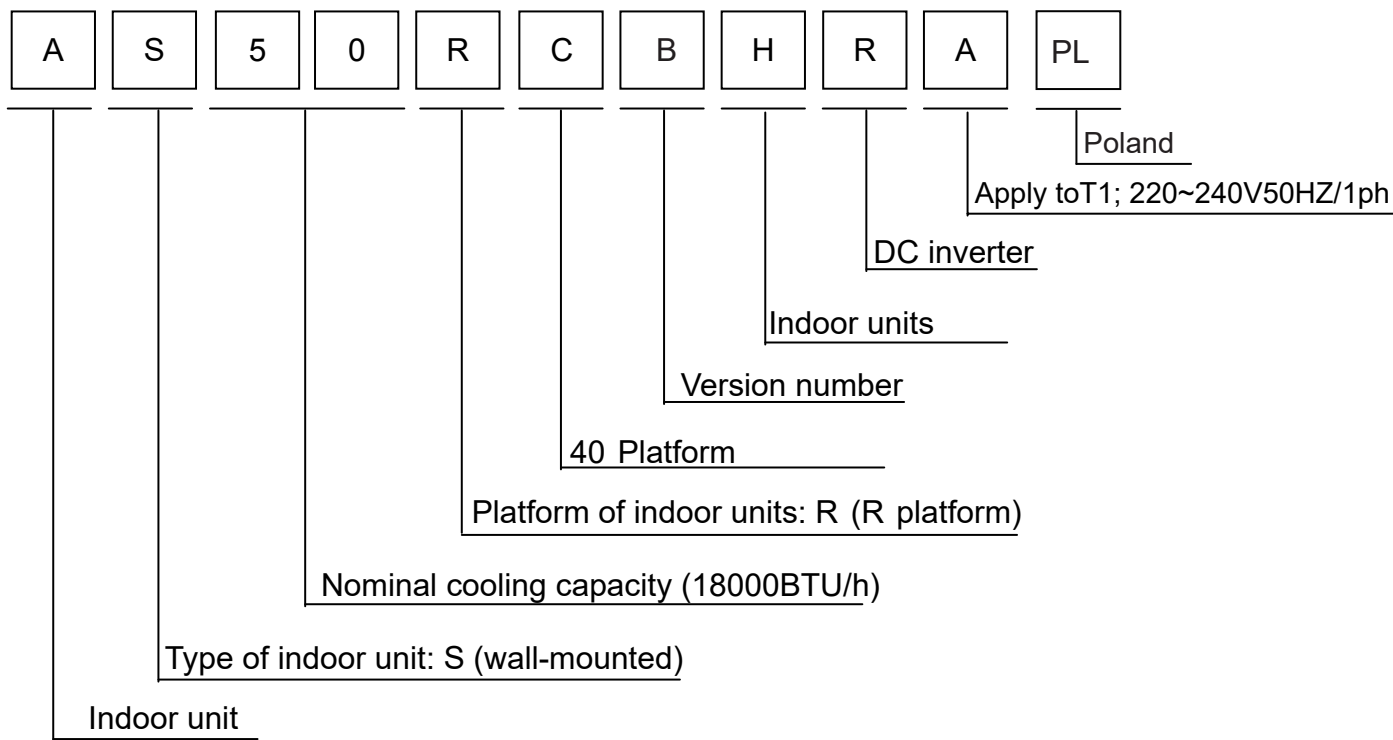 A S 5 0 R C B H R A PL
Poland
Apply toT1; 220~240V50HZ/1ph
DC inverter
Indoor units
Version number
40 Platform
Platform of indoor units: R (R platform)
Nominal cooling capacity (18000BTU/h)
Type of indoor unit: S (wall-mounted)
Indoor unit